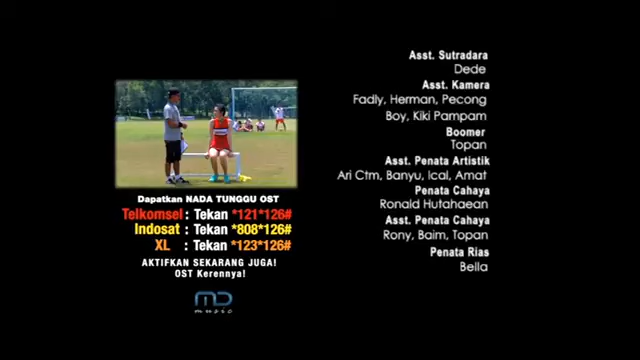 Dapatkan NADA TUNGGU OST
Telkomsel : Tekan *121*126#
Indosat : Tekan *808*126#
XL : Tekan *123*126#
AKTIFKAN SEKARANG JUGA!
OST Kerennya!
MD
music
Asst. Sutradara
Dede
Asst. Kamera
Fadly, Herman, Pecong
Boy, Kiki Pampam
Boomer
Topan
Asst. Penata Artistik
Ari Ctm, Banyu, Ical, Amat
Penata Cahaya
Ronald Hutahaean
Asst. Penata Cahaya
Rony, Baim, Topan
Penata Rias
Bella